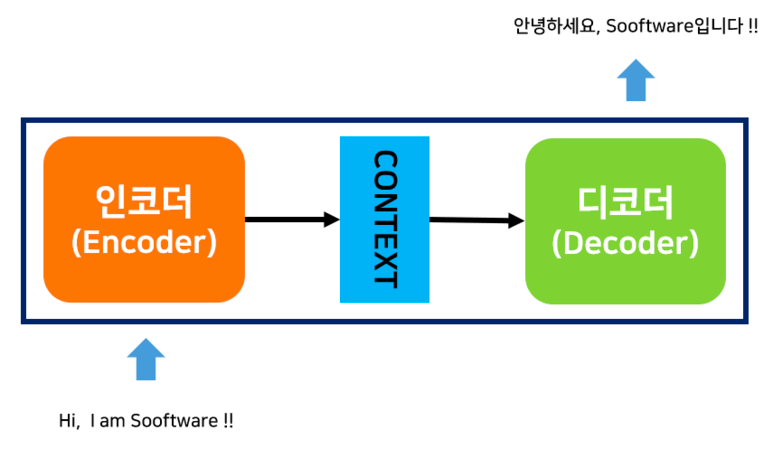 안녕하세요, Sooftware입니다 !!
인코더
(Encoder)
CONTEXT
디코더
(Decoder)
Hi, I am Sooftware !!